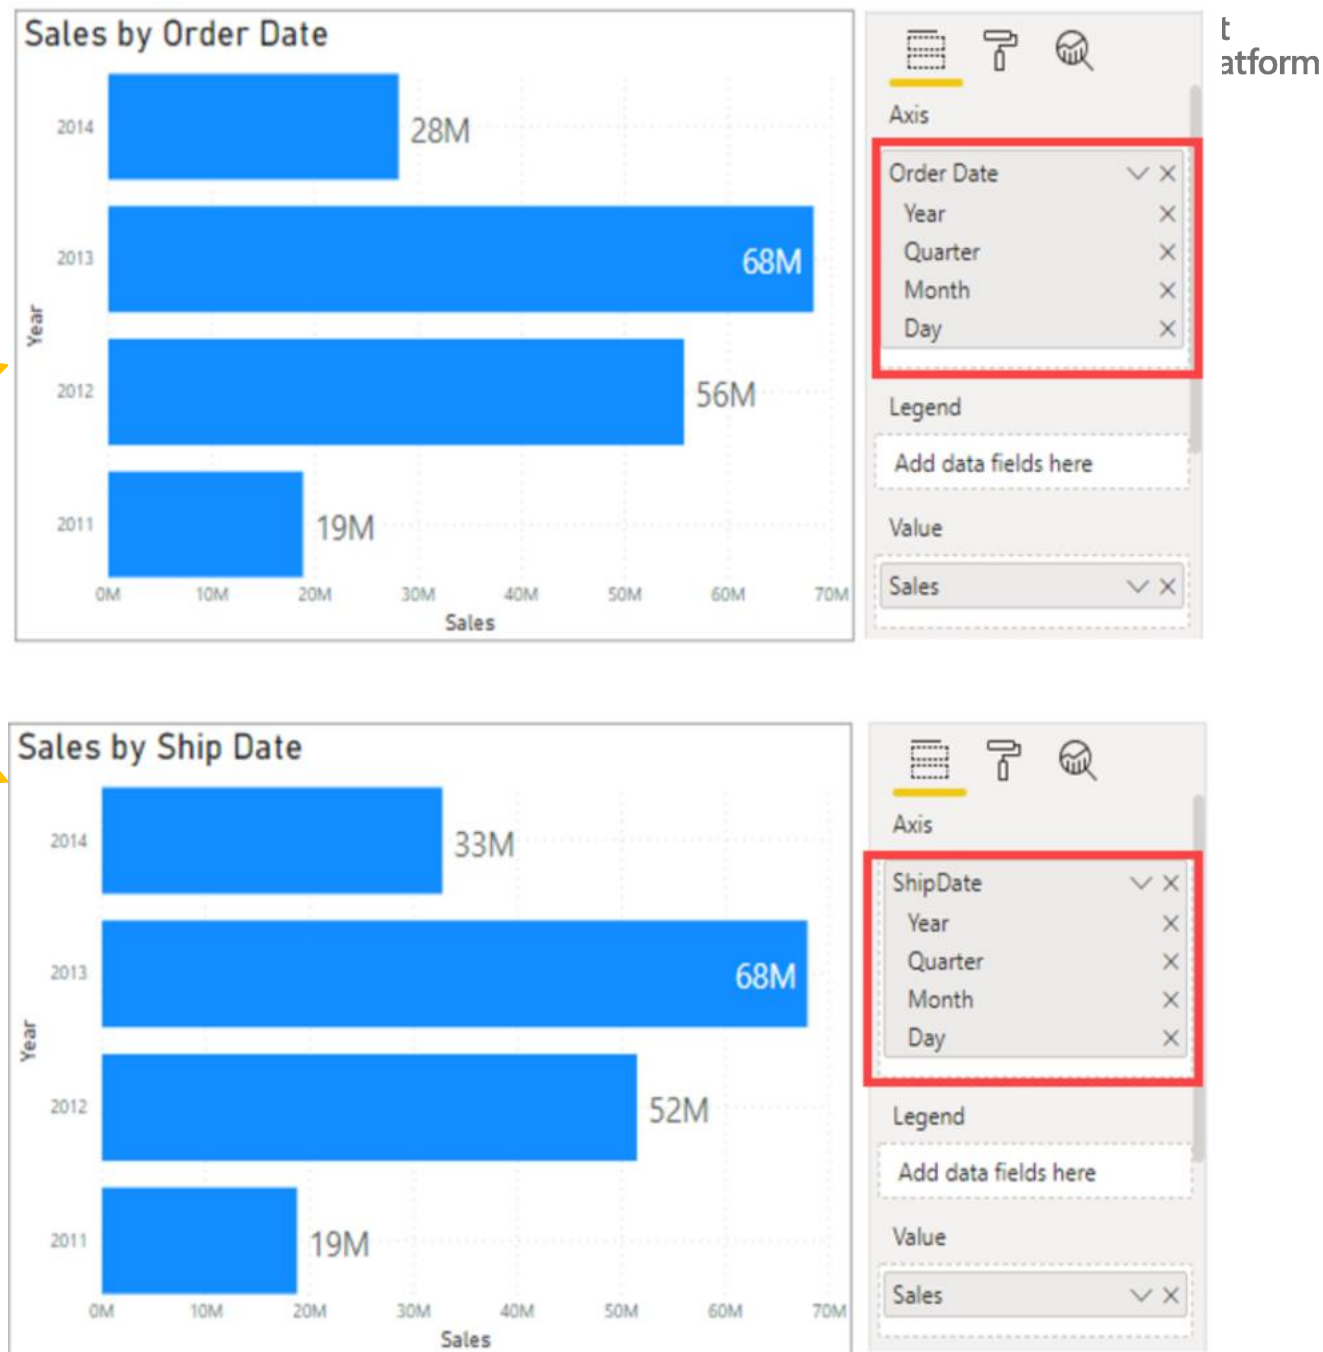 Sales by Order Date
2014
28M
2013
68M
Year
2012
56M
2011
19M
0M 10M 20M 30M 40M 50M 60M 70M
Sales
t
atform
Axis
Order Date
Year
Quarter
Month
Day
Legend
Add data fields here
Value
Sales
Sales by Ship Date
2014
33M
2013
68M
Year
2012
52M
2011
19M
0M 10M 20M 30M 40M 50M 60M 70M
Sales
Axis
ShipDate
Year
Quarter
Month
Day
Legend
Add data fields here
Value
Sales